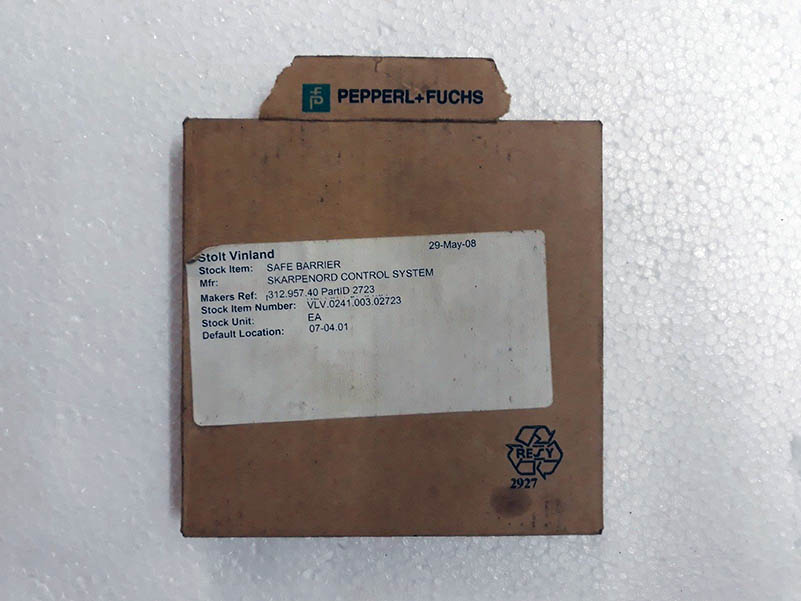 PEPPERL+FUCHS
Stolt Vinland 29-May-08
Stock Item: SAFE BARRIER
Mfr: SKARPENORD CONTROL SYSTEM
Makers Ref: 312.957.40 PartID 2723
Stock Item Number: VLV.0241.003.02723
Stock Unit: EA
Default Location: 07-04.01
RESY
2927